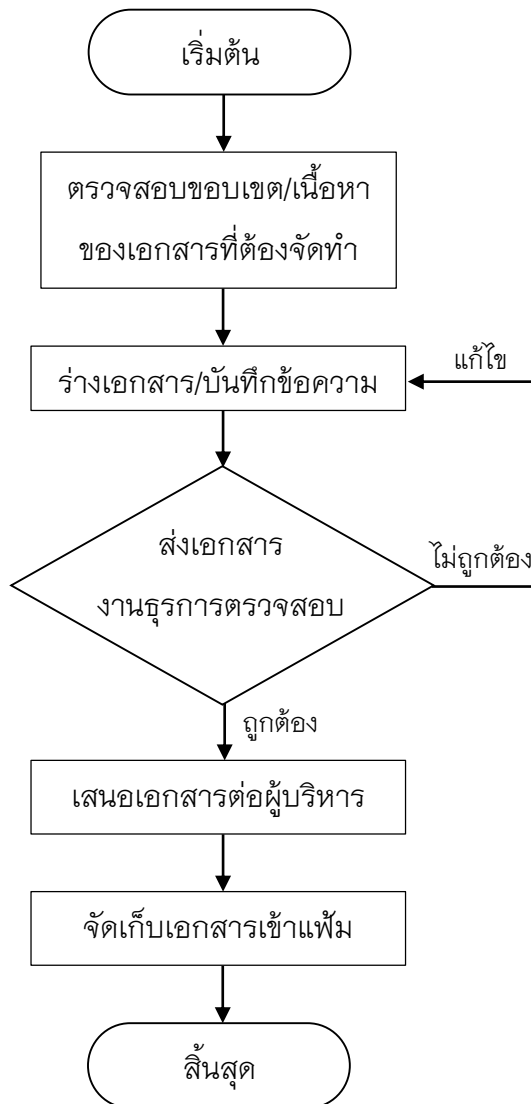 เริ่มต้น
ตรวจสอบขอบเขต/เนื้อหา
ของเอกสารที่ต้องจัดทำ
ร่างเอกสาร/บันทึกข้อความ
แก้ไข
ส่งเอกสาร
งานธุรการตรวจสอบ
ไม่ถูกต้อง
ถูกต้อง
เสนอเอกสารต่อผู้บริหาร
จัดเก็บเอกสารเข้าแฟ้ม
สิ้นสุด